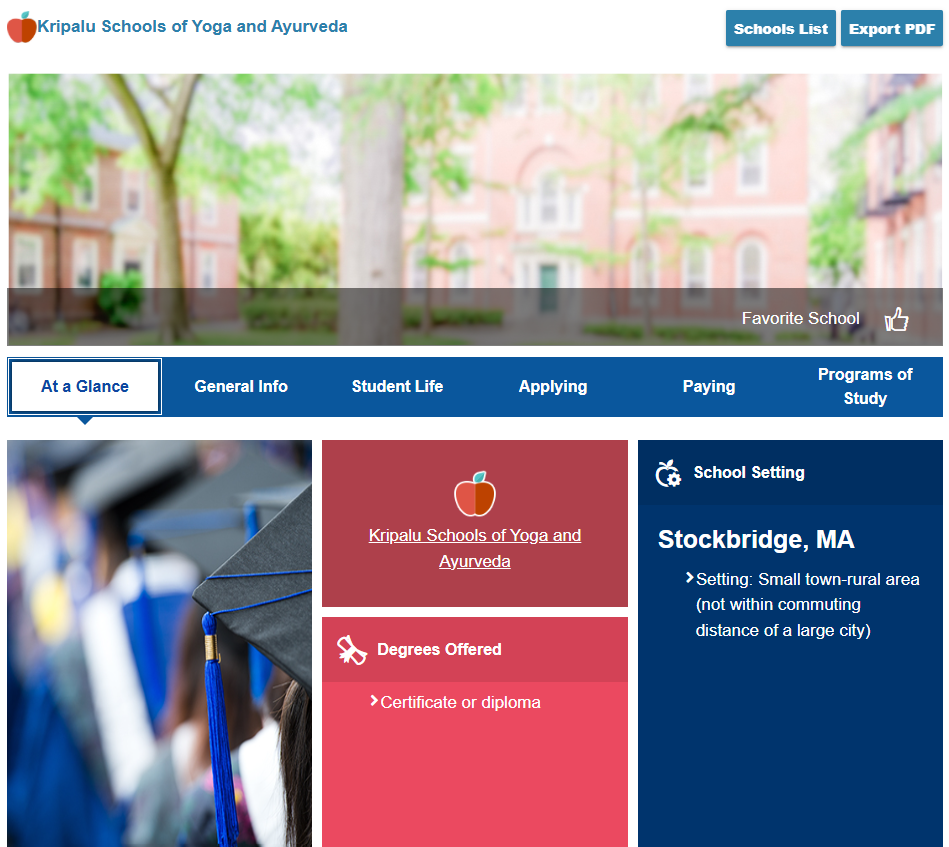 Kripalu Schools of Yoga and Ayurveda
Schools List
Export PDF
Favorite School
At a Glance
General Info
Student Life
Applying
Paying
Programs of
Study
Kripalu Schools of Yoga and
Ayurveda
Degrees Offered
Certificate or diploma
School Setting
Stockbridge, MA
Setting: Small town-rural area
(not within commuting
distance of a large city)